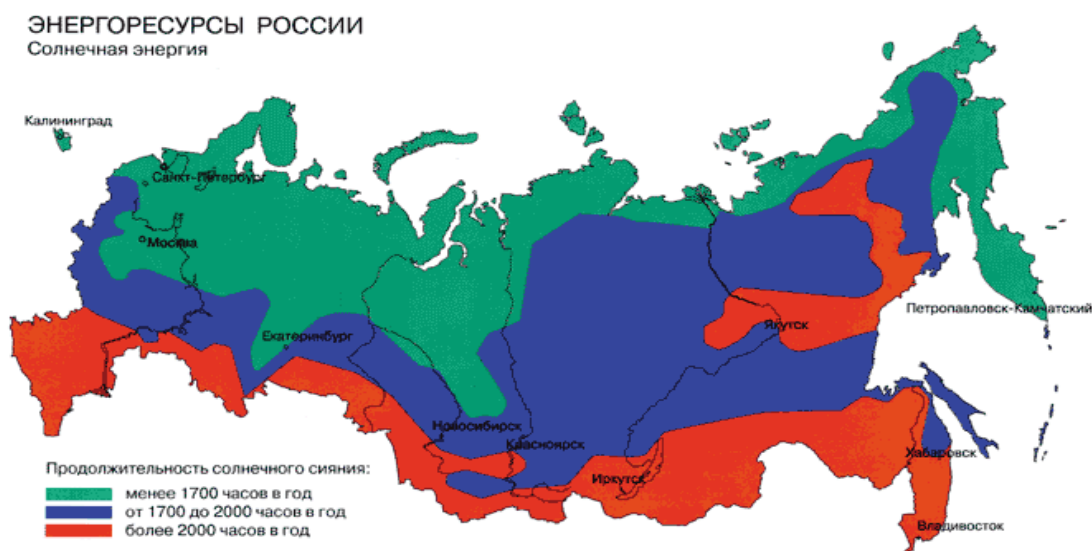 ЭНЕРГОРЕСУРСЫ РОССИИ
Солнечная энергия
Калининград
Санкт-Петербург
Москва
Петропавловск-Камчатский
Якутск
Екатеринбург
Новосибирск
Красноярск
Хабаровск
Иркутск
Владивосток
Продолжительность солнечного сияния:
менее 1700 часов в год
от 1700 до 2000 часов в год
более 2000 часов в год